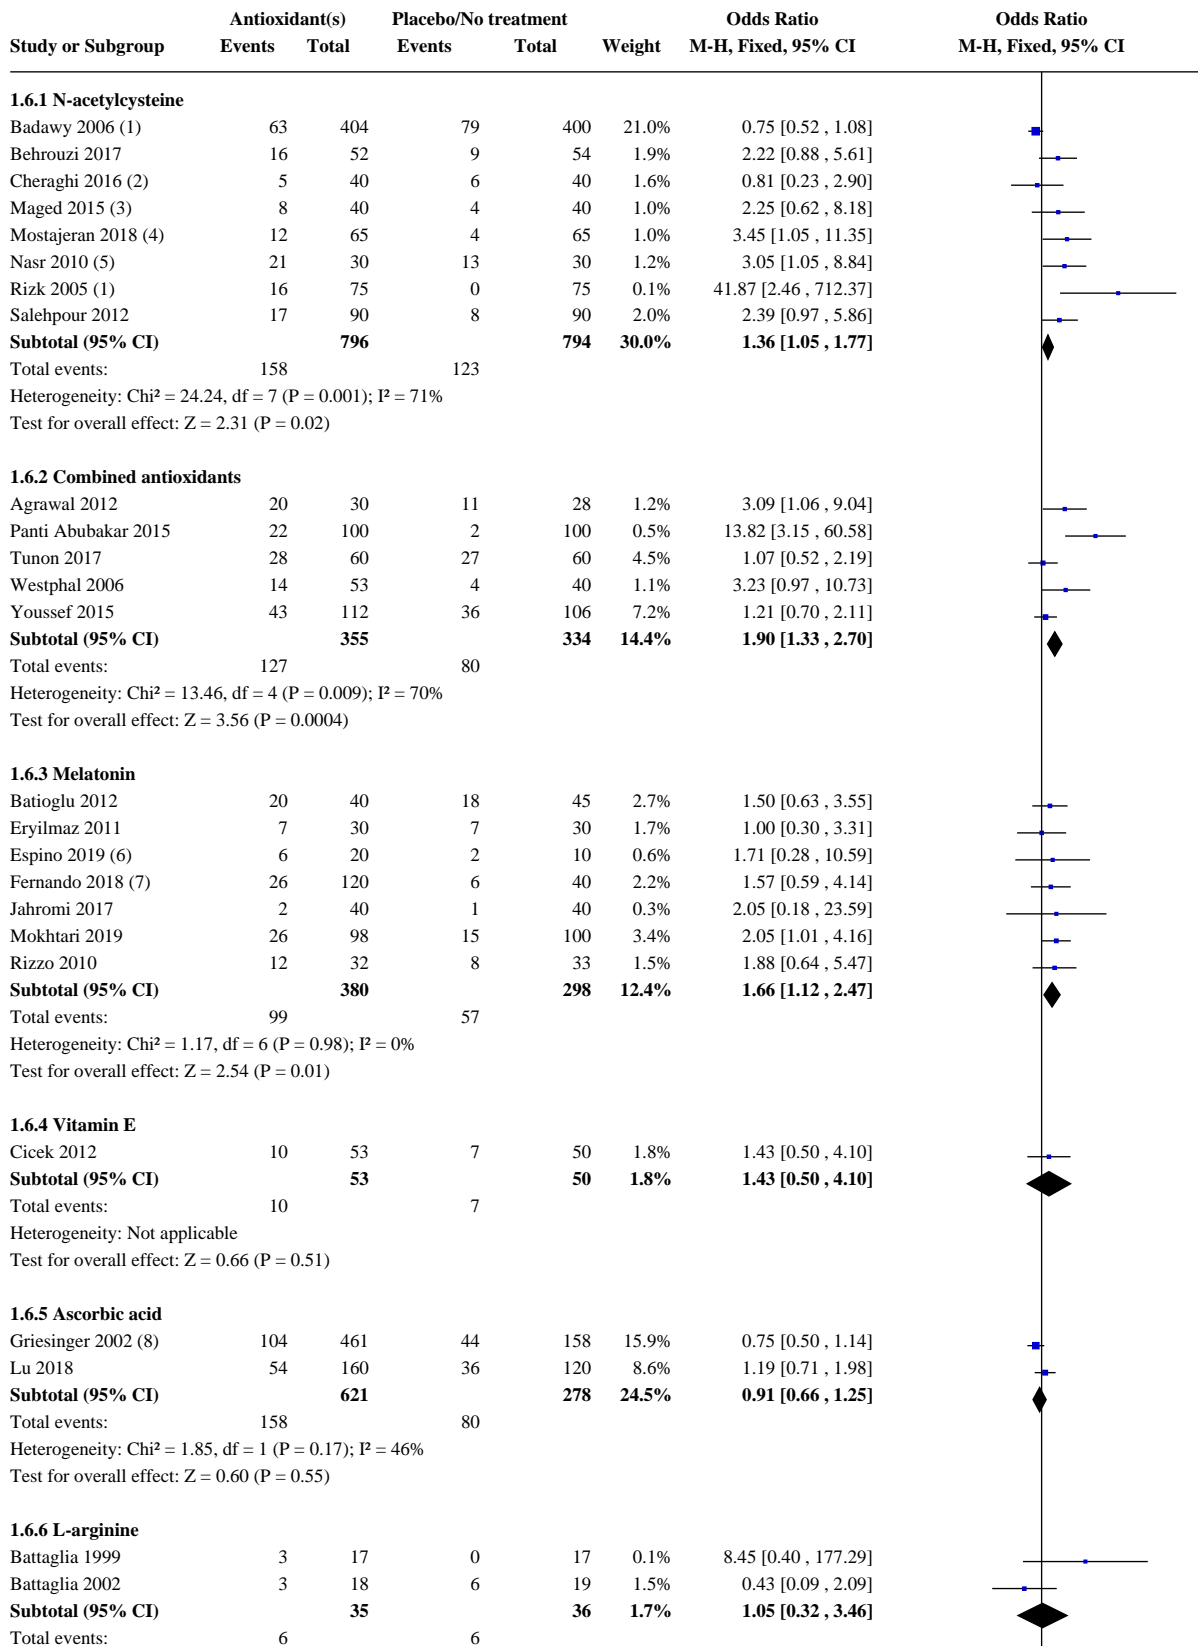 Antioxidant(s) Placebo/No treatment Odds Ratio Odds Ratio
Study or Subgroup Events Total Events Total Weight M-H, Fixed, 95% CI M-H, Fixed, 95% CI
1.6.1 N-acetylcysteine
Badawy 2006 (1) 63 404 79 400 21.0% 0.75 [0.52 , 1.08]
Behrouzi 2017 16 52 9 54 1.9% 2.22 [0.88 , 5.61]
Cheraghi 2016 (2) 5 40 6 40 1.6% 0.81 [0.23 , 2.90]
Maged 2015 (3) 8 40 4 40 1.0% 2.25 [0.62 , 8.18]
Mostajeran 2018 (4) 12 65 4 65 1.0% 3.45 [1.05 , 11.35]
Nasr 2010 (5) 21 30 13 30 1.2% 3.05 [1.05 , 8.84]
Rizk 2005 (1) 16 75 0 75 0.1% 41.87 [2.46 , 712.37]
Salehpour 2012 17 90 8 90 2.0% 2.39 [0.97 , 5.86]
Subtotal (95% CI) 796 794 30.0% 1.36 [1.05 , 1.77]
Total events: 158 123
Heterogeneity: Chi² = 24.24, df = 7 (P = 0.001); I² = 71%
Test for overall effect: Z = 2.31 (P = 0.02)
1.6.2 Combined antioxidants
Agrawal 2012 20 30 11 28 1.2% 3.09 [1.06 , 9.04]
Panti Abubakar 2015 22 100 2 100 0.5% 13.82 [3.15 , 60.58]
Tunon 2017 28 60 27 60 4.5% 1.07 [0.52 , 2.19]
Westphal 2006 14 53 4 40 1.1% 3.23 [0.97 , 10.73]
Youssef 2015 43 112 36 106 7.2% 1.21 [0.70 , 2.11]
Subtotal (95% CI) 355 334 14.4% 1.90 [1.33 , 2.70]
Total events: 127 80
Heterogeneity: Chi² = 13.46, df = 4 (P = 0.009); I² = 70%
Test for overall effect: Z = 3.56 (P = 0.0004)
1.6.3 Melatonin
Batioglu 2012 20 40 18 45 2.7% 1.50 [0.63 , 3.55]
Eryilmaz 2011 7 30 7 30 1.7% 1.00 [0.30 , 3.31]
Espino 2019 (6) 6 20 2 10 0.6% 1.71 [0.28 , 10.59]
Fernando 2018 (7) 26 120 6 40 2.2% 1.57 [0.59 , 4.14]
Jahromi 2017 2 40 1 40 0.3% 2.05 [0.18 , 23.59]
Mokhtari 2019 26 98 15 100 3.4% 2.05 [1.01 , 4.16]
Rizzo 2010 12 32 8 33 1.5% 1.88 [0.64 , 5.47]
Subtotal (95% CI) 380 298 12.4% 1.66 [1.12 , 2.47]
Total events: 99 57
Heterogeneity: Chi² = 1.17, df = 6 (P = 0.98); I² = 0%
Test for overall effect: Z = 2.54 (P = 0.01)
1.6.4 Vitamin E
Cicek 2012 10 53 7 50 1.8% 1.43 [0.50 , 4.10]
Subtotal (95% CI) 53 50 1.8% 1.43 [0.50 , 4.10]
Total events: 10 7
Heterogeneity: Not applicable
Test for overall effect: Z = 0.66 (P = 0.51)
1.6.5 Ascorbic acid
Griesinger 2002 (8) 104 461 44 158 15.9% 0.75 [0.50 , 1.14]
Lu 2018 54 160 36 120 8.6% 1.19 [0.71 , 1.98]
Subtotal (95% CI) 621 278 24.5% 0.91 [0.66 , 1.25]
Total events: 158 80
Heterogeneity: Chi² = 1.85, df = 1 (P = 0.17); I² = 46%
Test for overall effect: Z = 0.60 (P = 0.55)
1.6.6 L-arginine
Battaglia 1999 3 17 0 17 0.1% 8.45 [0.40 , 177.29]
Battaglia 2002 3 18 6 19 1.5% 0.43 [0.09 , 2.09]
Subtotal (95% CI) 35 36 1.7% 1.05 [0.32 , 3.46]
Total events: 6 6